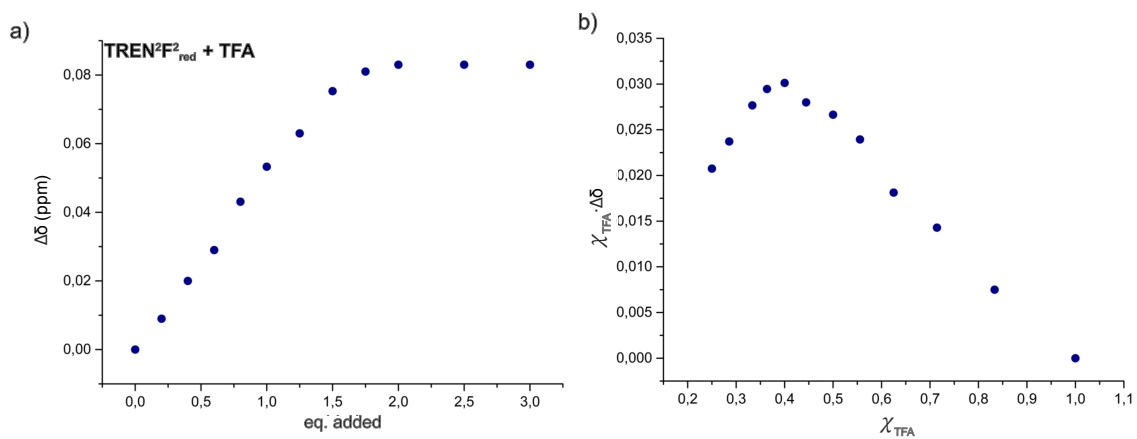 a)
TREN²F²red + TFA
0,08
0,06
0,04
0,02
0,00
Δδ (ppm)
0,0 0,5 1,0 1,5 2,0 2,5 3,0
eq. added
b)
0,035
0,030
0,025
0,020
0,015
0,010
0,005
0,000
χTFA·Δδ
0,2 0,3 0,4 0,5 0,6 0,7 0,8 0,9 1,0 1,1
χTFA